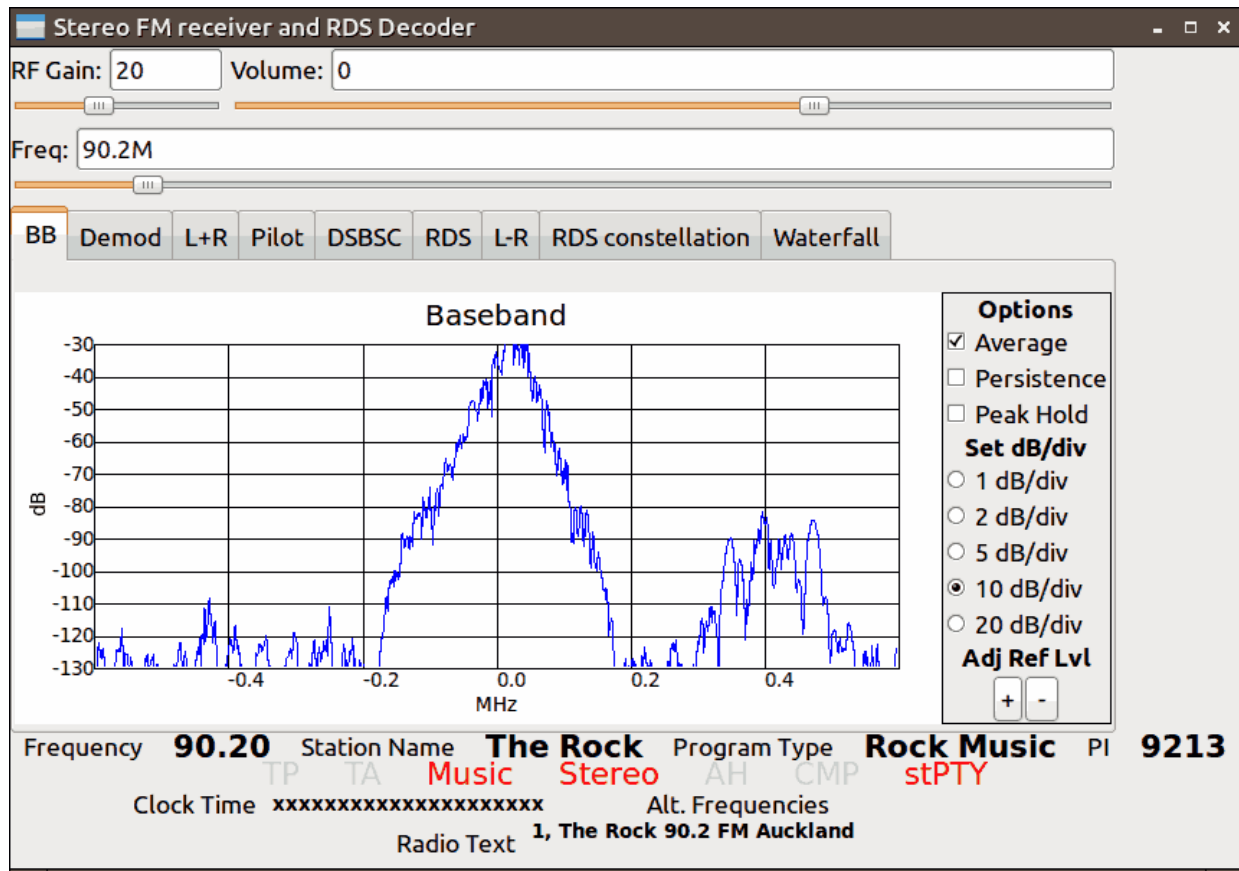 Stereo FM receiver and RDS Decoder
RF Gain: 20 Volume: 0
Freq: 90.2M
BB Demod L+R Pilot DSBSC RDS L-R RDS constellation Waterfall
Baseband
-30
-40
-50
-60
-70
-80
-90
-100
-110
-120
-130
dB
-0.4 -0.2 0.0 0.2 0.4
MHz
Options
Average
Persistence
Peak Hold
Set dB/div
1 dB/div
2 dB/div
5 dB/div
10 dB/div
20 dB/div
Adj Ref Lvl
+ -
Frequency 90.20 Station Name The Rock Program Type Rock Music PI 9213
TP TA Music Stereo AH CMP stPTY
Clock Time xxxxxxxxxxxxxxxxxxxxx Alt. Frequencies
Radio Text 1, The Rock 90.2 FM Auckland